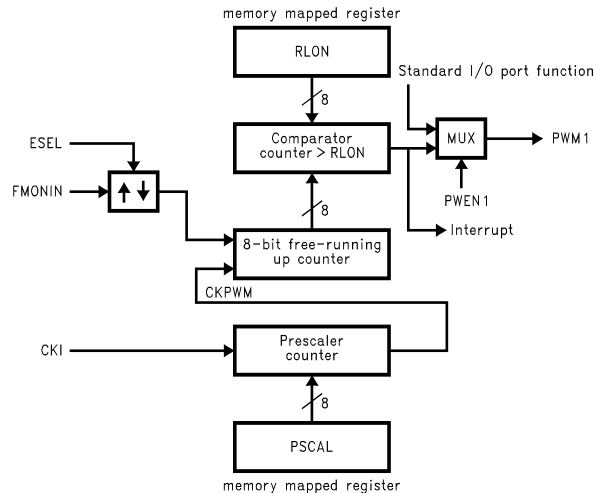 memory mapped register
RLON
8
Standard I/O port function
Comparator
counter > RLON
MUX
PWM1
ESEL
FMONIN
PWEN1
8
Interrupt
8-bit free-running
up counter
CKPWM
Prescaler
counter
CKI
8
PSCAL
memory mapped register